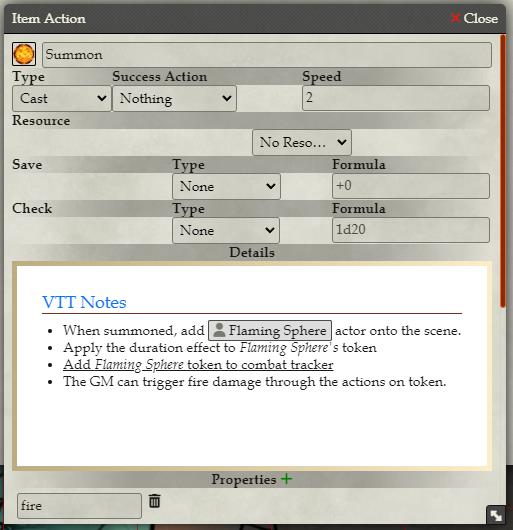 Item Action
Close
Summon
Type Success Action Speed
Cast Nothing 2
Resource
No Reso...
Save Type Formula
None +0
Check Type Formula
None 1d20
Details
VTT Notes
• When summoned, add Flaming Sphere actor onto the scene.
• Apply the duration effect to Flaming Sphere's token
• Add Flaming Sphere token to combat tracker
• The GM can trigger fire damage through the actions on token.
Properties +
fire